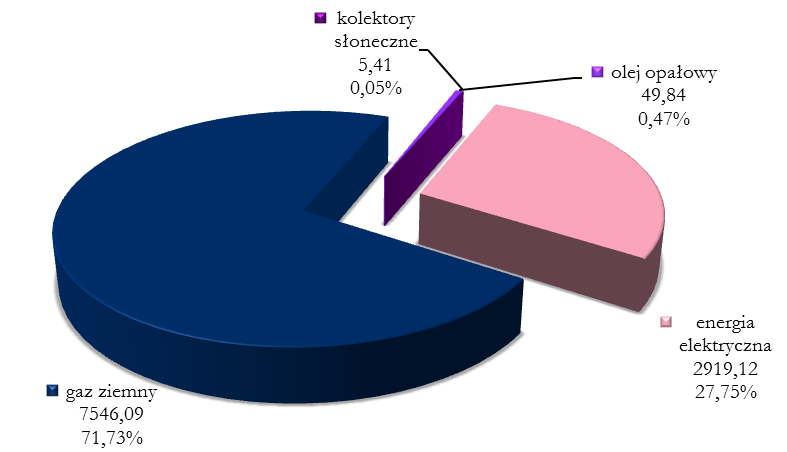 kolektory
słoneczne
5,41
0,05%
olej opałowy
49,84
0,47%
energia
elektryczna
2919,12
27,75%
gaz ziemny
7546,09
71,73%